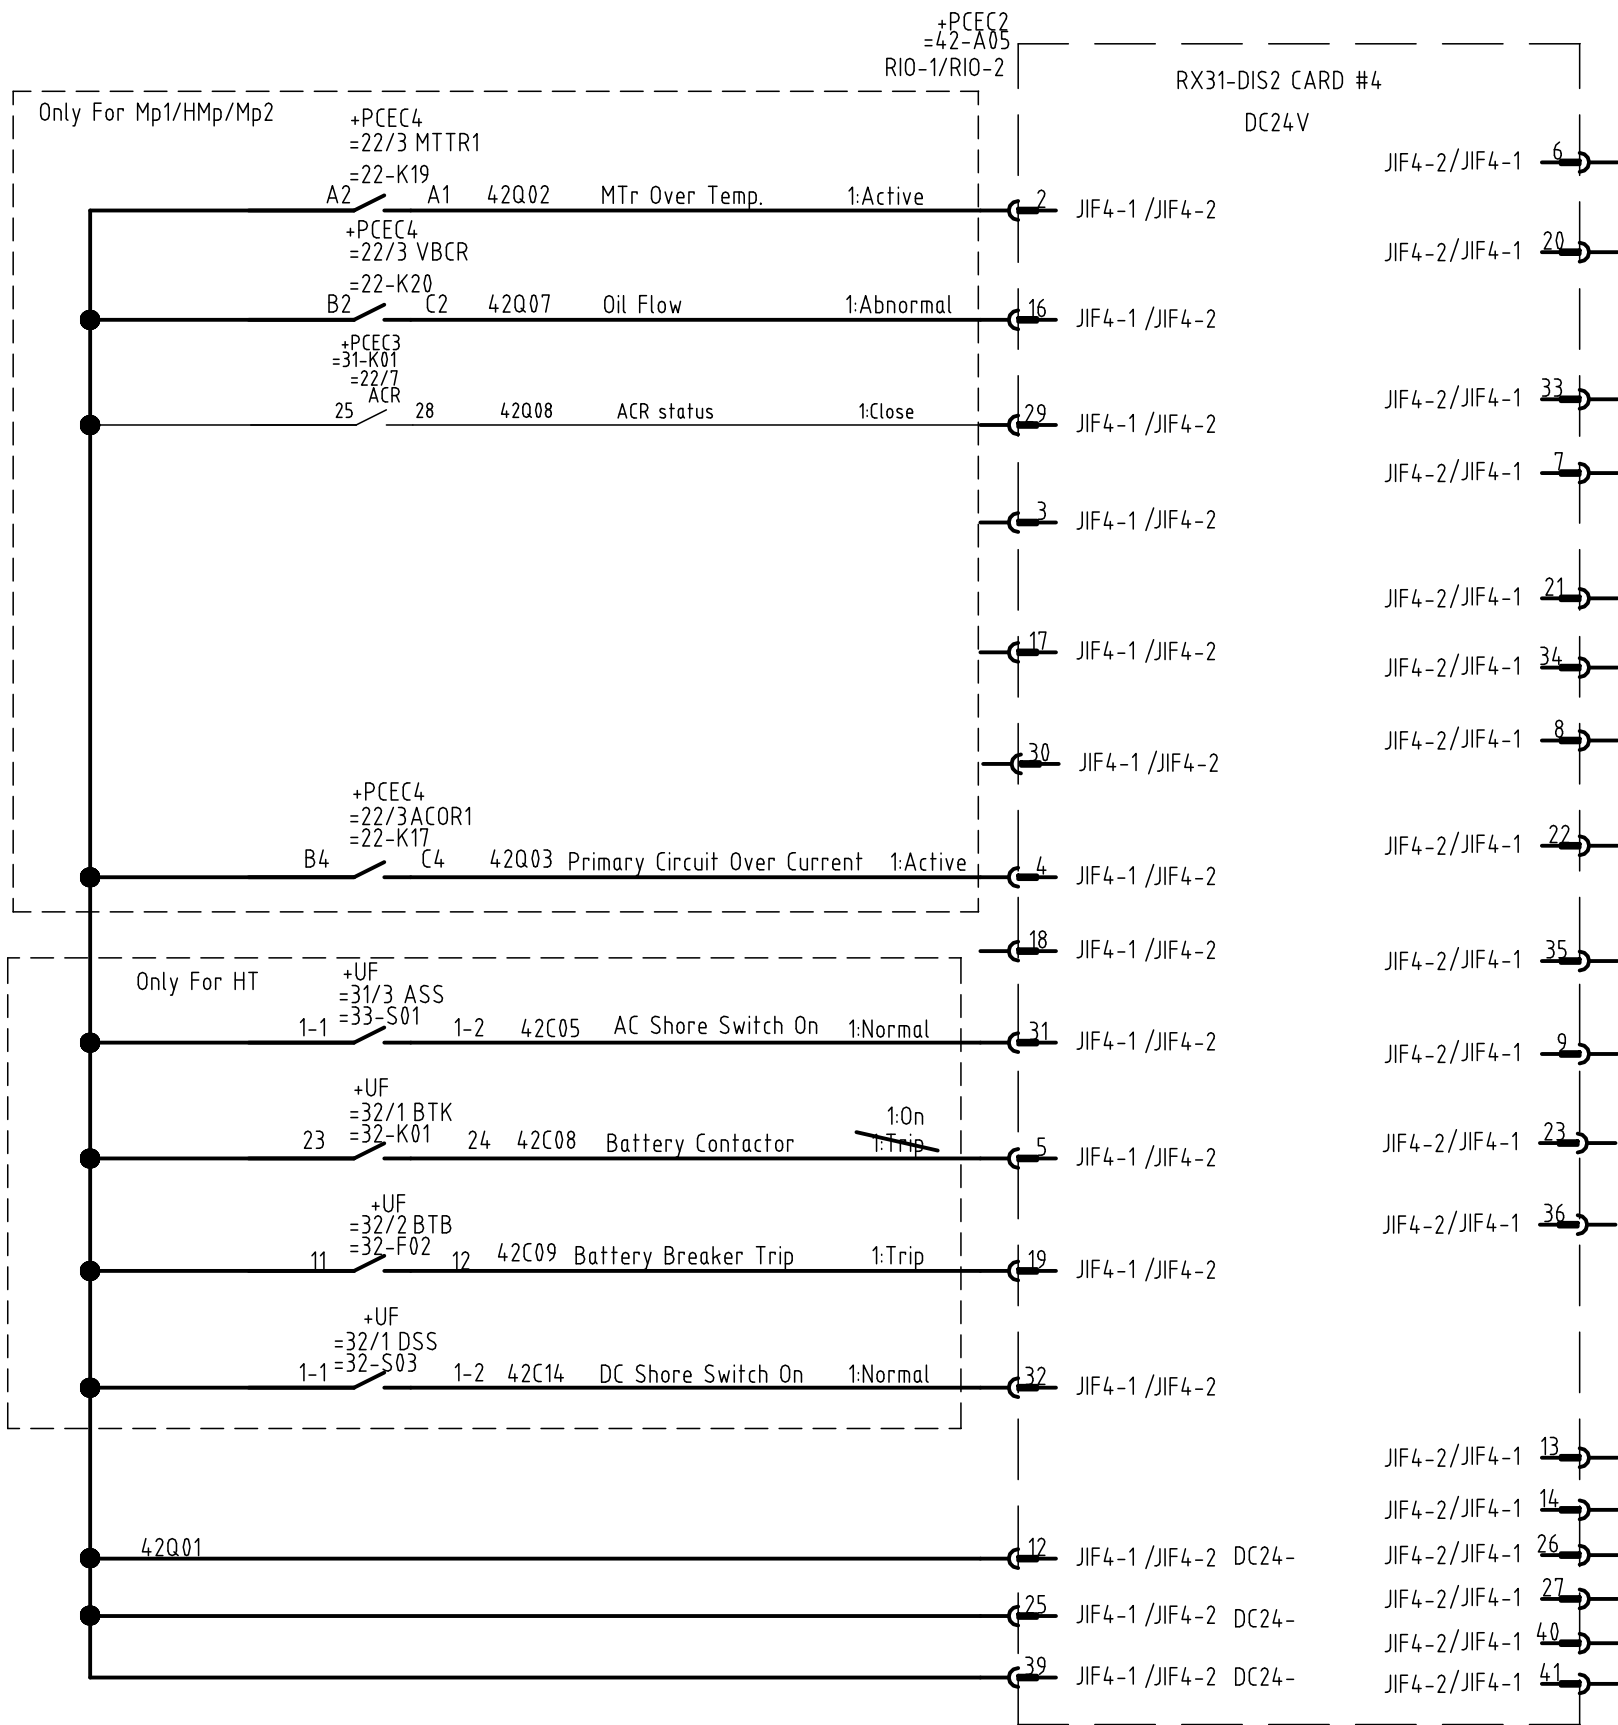 +PCEC2
=42-A05
RIO-1/RIO-2
RX31-DIS2 CARD #4
DC24V
Only For Mp1/HMp/Mp2
+PCEC4
=22/3 MTTR1
=22-K19
A2 A1 42Q02 MTr Over Temp. 1:Active 2 JIF4-1 /JIF4-2
JIF4-2/JIF4-1 6
+PCEC4
=22/3 VBCR
=22-K20
B2 C2 42Q07 Oil Flow 1:Abnormal 16 JIF4-1 /JIF4-2
JIF4-2/JIF4-1 20
+PCEC3
=31-K01
=22/7
ACR
25 28 42Q08 ACR status 1:Close 29 JIF4-1 /JIF4-2
JIF4-2/JIF4-1 33
JIF4-2/JIF4-1 7
3 JIF4-1 /JIF4-2
JIF4-2/JIF4-1 21
17 JIF4-1 /JIF4-2
JIF4-2/JIF4-1 34
JIF4-2/JIF4-1 8
30 JIF4-1 /JIF4-2
+PCEC4
=22/3 ACOR1
=22-K17
JIF4-2/JIF4-1 22
B4 C4 42Q03 Primary Circuit Over Current 1:Active 4 JIF4-1 /JIF4-2
18 JIF4-1 /JIF4-2
JIF4-2/JIF4-1 35
Only For HT
+UF
=31/3 ASS
=33-S01
1-1 1-2 42C05 AC Shore Switch On 1:Normal 31 JIF4-1 /JIF4-2
JIF4-2/JIF4-1 9
+UF
=32/1 BTK
=32-K01
1:On
23 24 42C08 Battery Contactor 1:Trip 5 JIF4-1 /JIF4-2
JIF4-2/JIF4-1 23
JIF4-2/JIF4-1 36
+UF
=32/2 BTB
=32-F02
11 12 42C09 Battery Breaker Trip 1:Trip 19 JIF4-1 /JIF4-2
+UF
=32/1 DSS
=32-S03
1-1 1-2 42C14 DC Shore Switch On 1:Normal 32 JIF4-1 /JIF4-2
JIF4-2/JIF4-1 13
JIF4-2/JIF4-1 14
42Q01 12 JIF4-1 /JIF4-2 DC24-
JIF4-2/JIF4-1 26
JIF4-2/JIF4-1 27
25 JIF4-1 /JIF4-2 DC24-
JIF4-2/JIF4-1 40
39 JIF4-1 /JIF4-2 DC24-
JIF4-2/JIF4-1 41